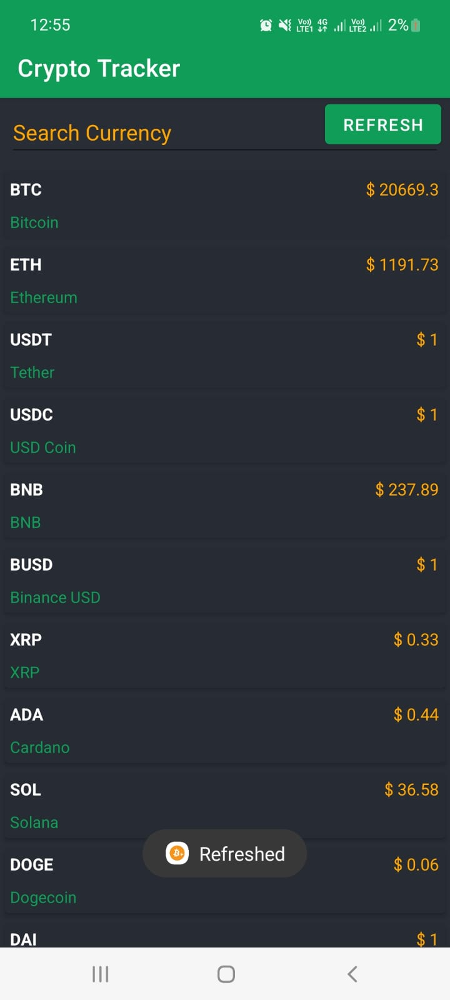 12:55 Vo)) LTE1 4G Vo)) LTE2 2%
Crypto Tracker
Search Currency REFRESH
BTC $ 20669.3
Bitcoin
ETH $ 1191.73
Ethereum
USDT $ 1
Tether
USDC $ 1
USD Coin
BNB $ 237.89
BNB
BUSD $ 1
Binance USD
XRP $ 0.33
XRP
ADA $ 0.44
Cardano
SOL $ 36.58
Solana
Refreshed
DOGE $ 0.06
Dogecoin
DAI $ 1